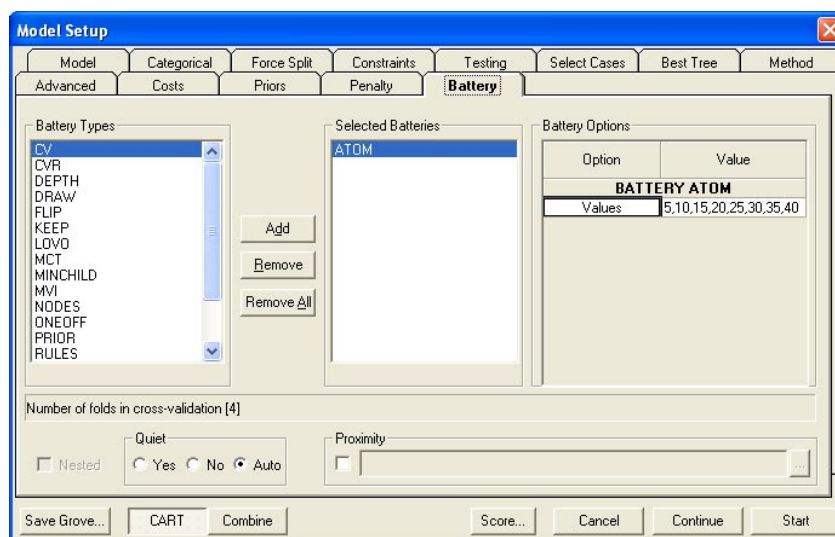 Model Setup
Model Categorical Force Split Constraints Testing Select Cases Best Tree Method
Advanced Costs Priors Penalty Battery
Battery Types
CV
CVR
DEPTH
DRAW
FLIP
KEEP
LOVO
MCT
MINCHILD
MVI
NODES
ONEOFF
PRIOR
RULES
Add
Remove
Remove All
Selected Batteries
ATOM
Battery Options
Option Value
BATTERY ATOM
Values 5,10,15,20,25,30,35,40
Number of folds in cross-validation [4]
Nested
Quiet
Yes No Auto
Proximity
...
Save Grove... CART Combine Score... Cancel Continue Start